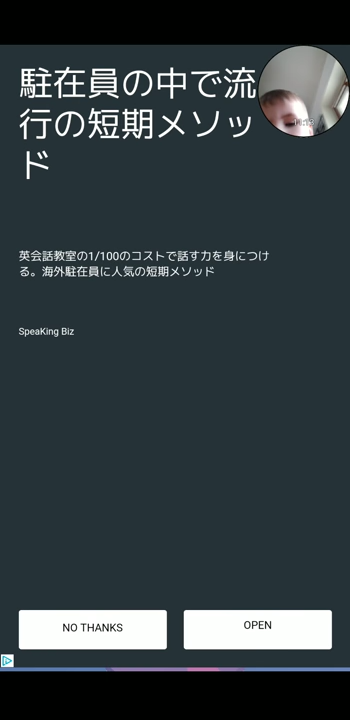 駐在員の中で流
行の短期メソッ
ド
英会話教室の1/100のコストで話す力を身につけ
る。海外駐在員に人気の短期メソッド
SpeaKing Biz
NO THANKS
OPEN